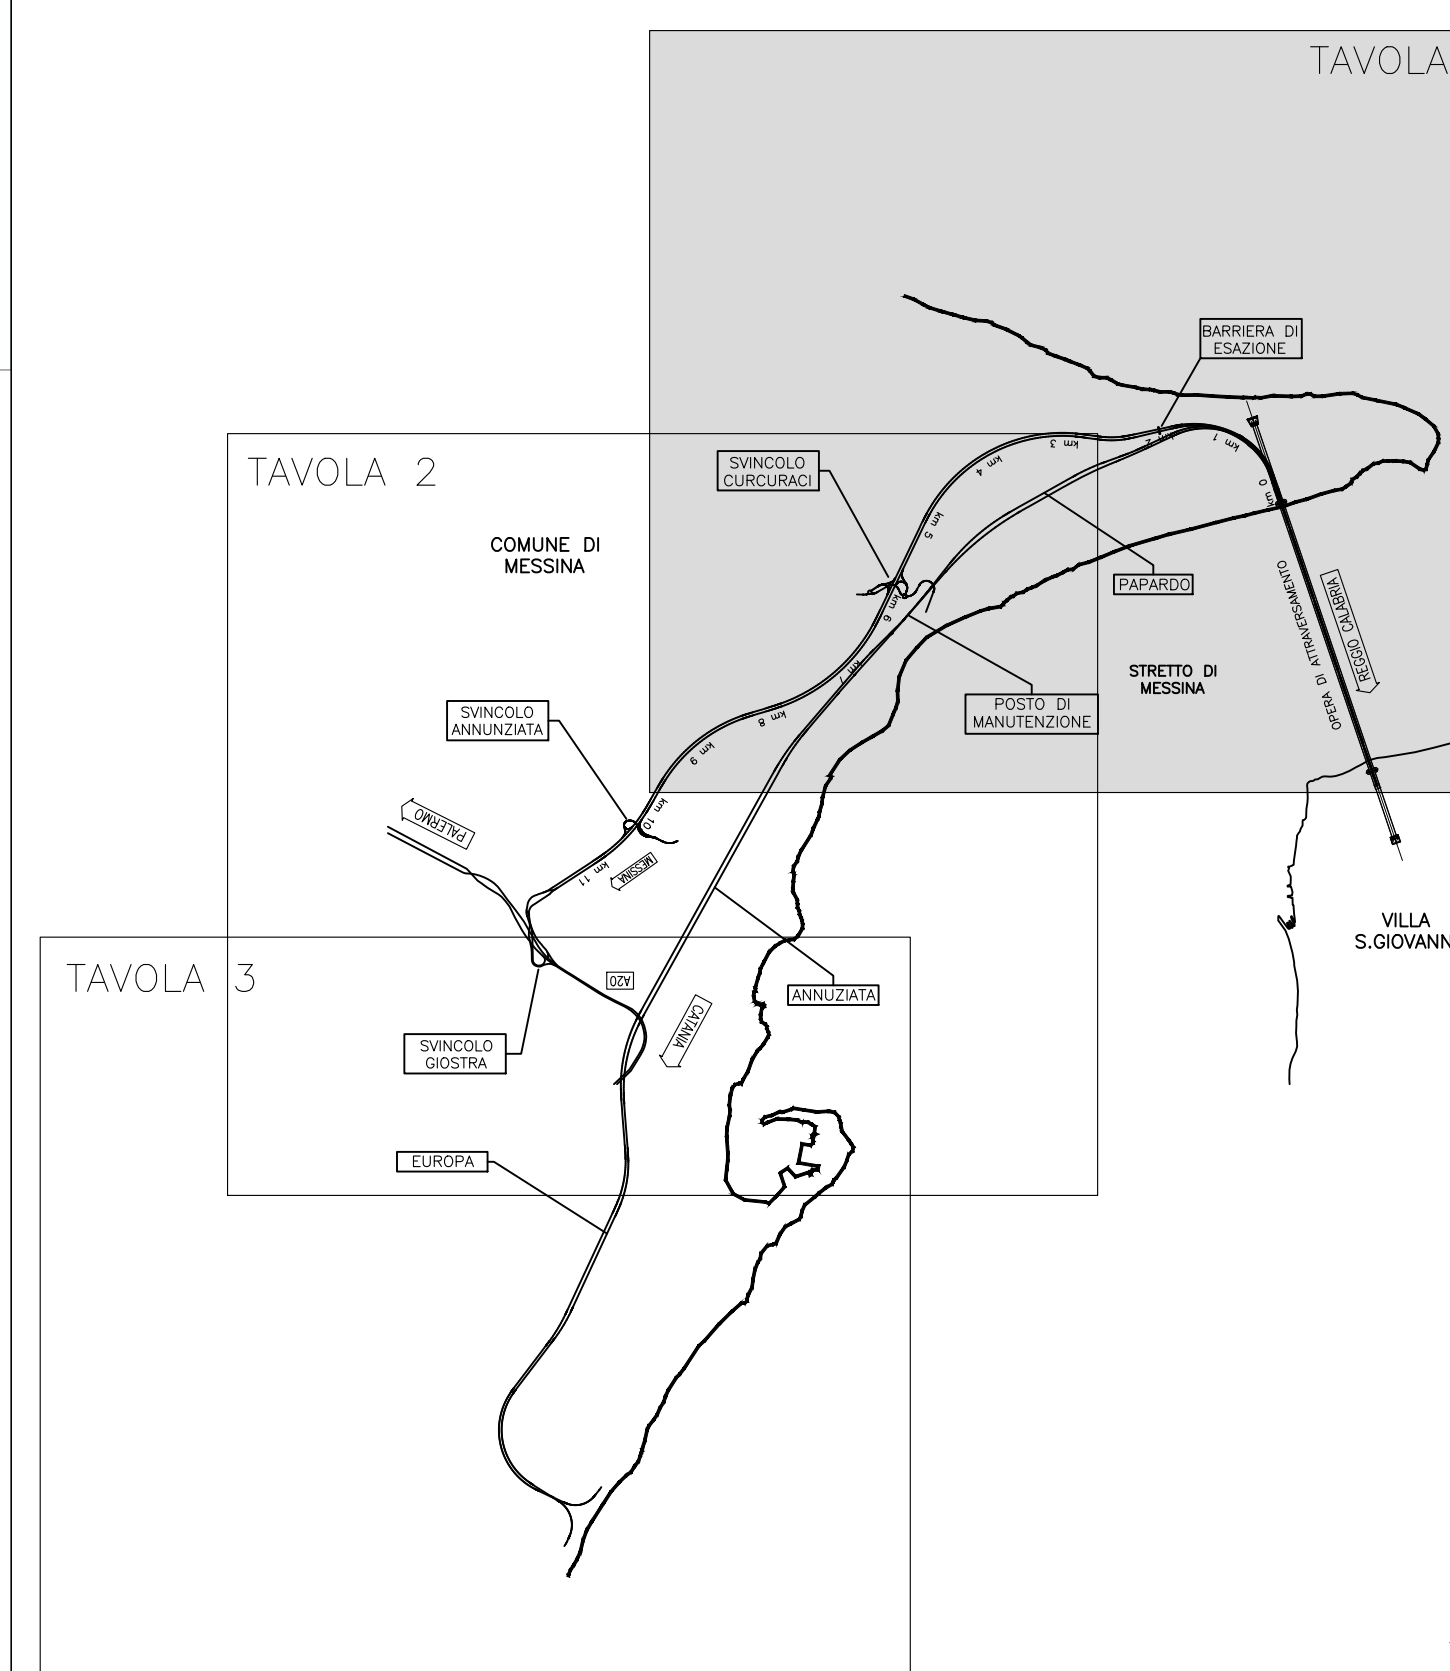 TAVOLA
BARRIERA DI
ESAZIONE
TAVOLA 2
SVINCOLO
CURCURACI
km 0
km 1
km 2
km 3
km 4
km 5
km 6
km 7
km 8
km 9
km 10
km 11
COMUNE DI
MESSINA
PAPARDO
OPERA DI ATTRAVERSAMENTO
REGGIO CALABRIA
STRETTO DI
MESSINA
POSTO DI
MANUTENZIONE
SVINCOLO
ANNUNZIATA
PALERMO
MESSINA
VILLA
S.GIOVANN
TAVOLA 3
A20
ANNUZIATA
CATANIA
SVINCOLO
GIOSTRA
EUROPA